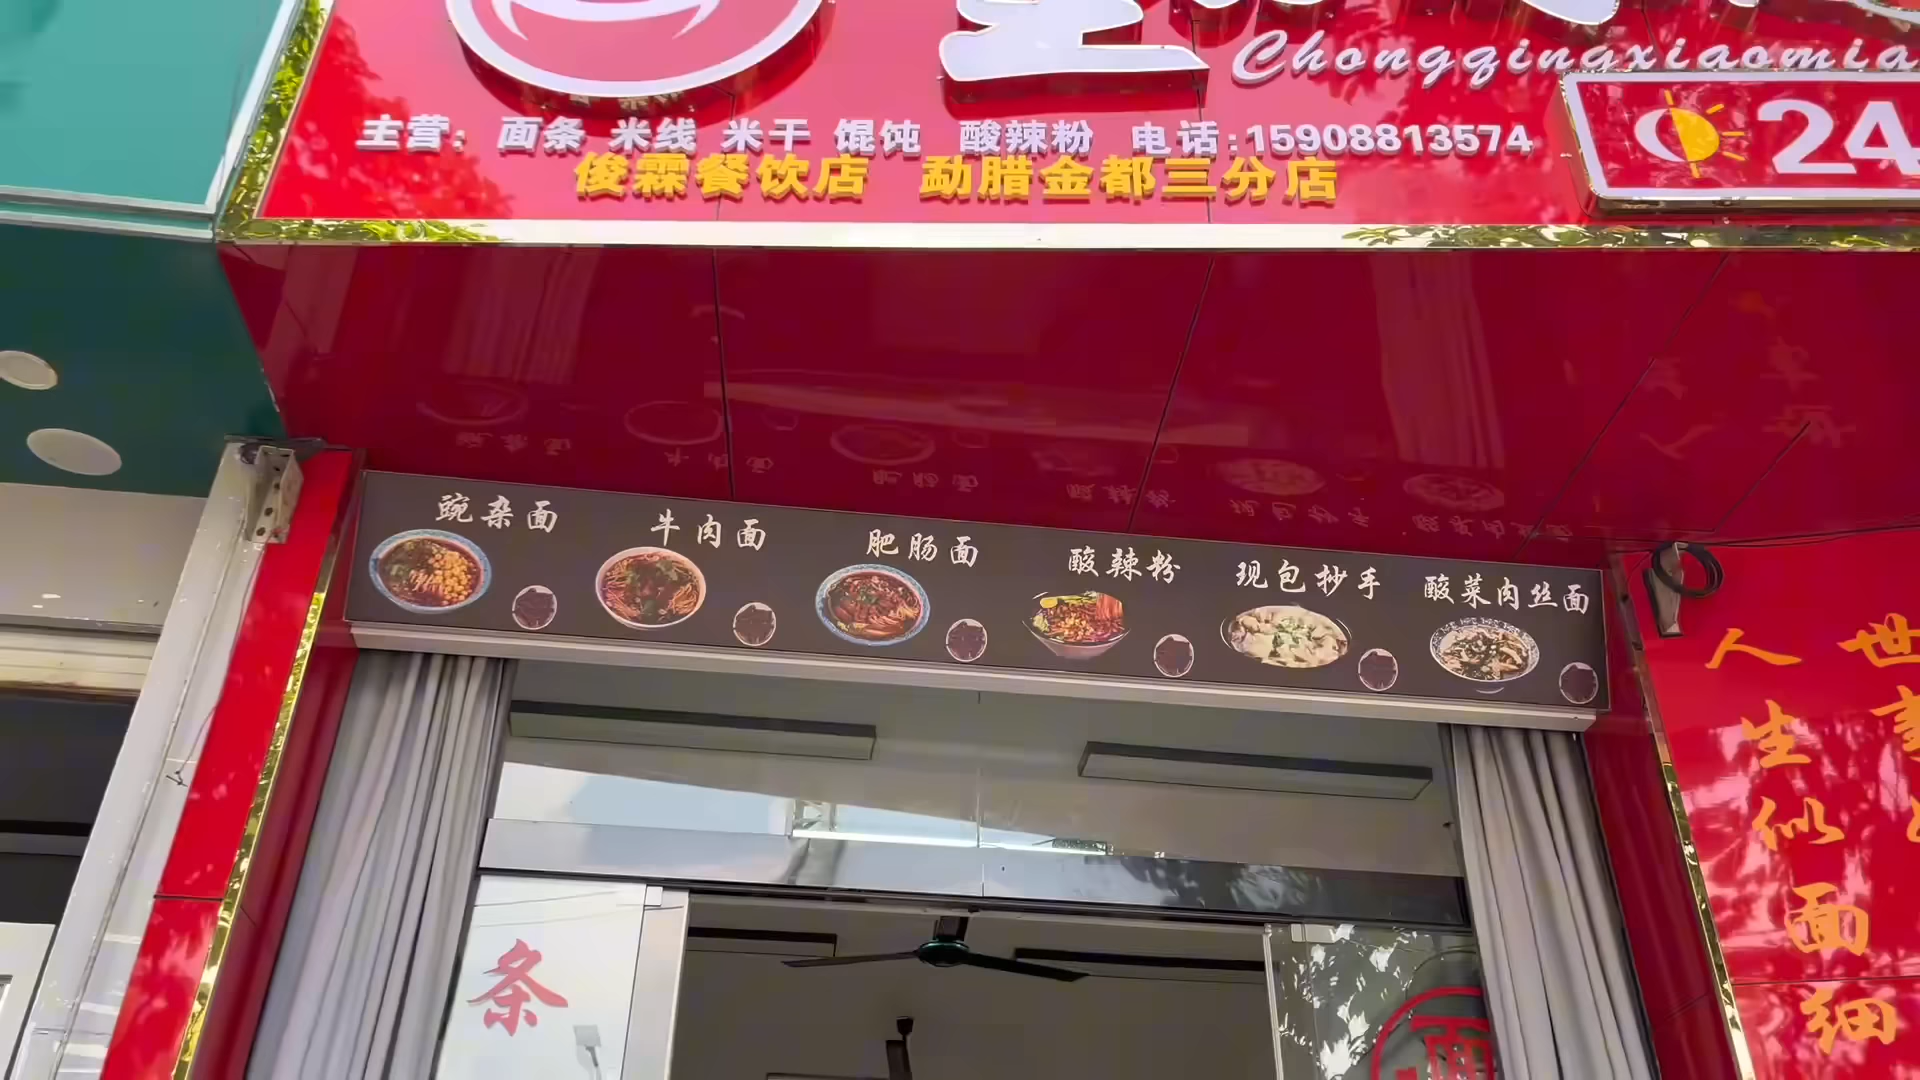 Chongqingxiaomia
24
主营：面条 米线 米干 馄饨 酸辣粉 电话：15908813574
俊霖餐饮店 勐腊金都三分店
豌杂面 牛肉面 肥肠面 酸辣粉 现包抄手 酸菜肉丝面
人生似面细
世事
条
面